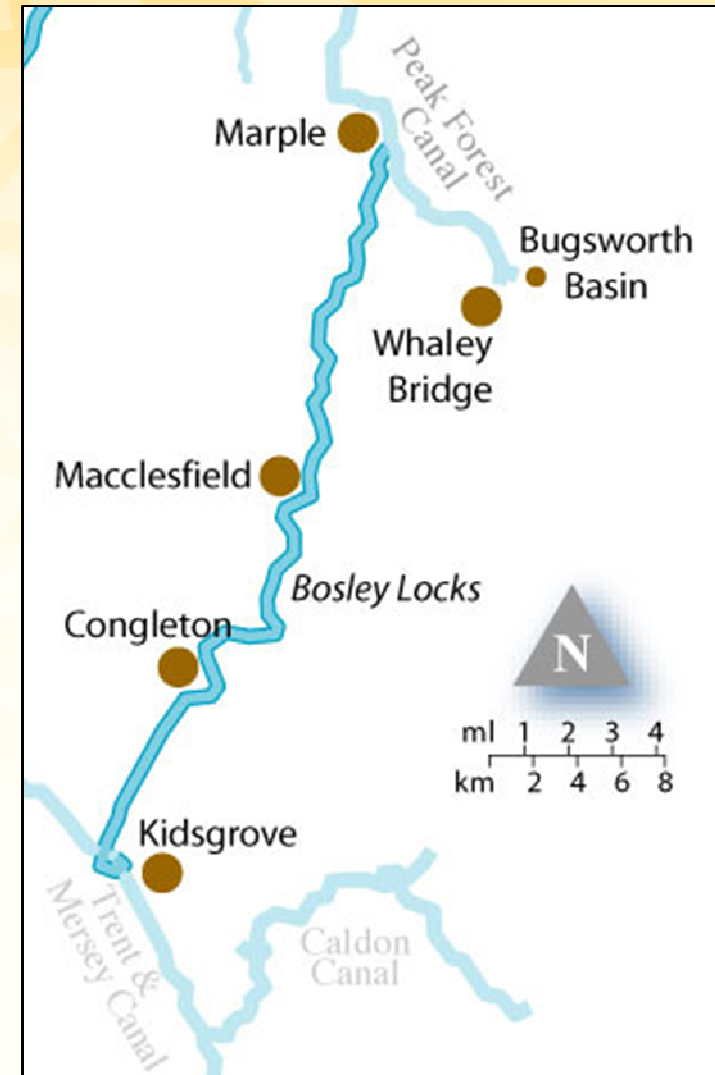 Peak Forest
Canal
Marple
Bugsworth
Basin
Whaley
Bridge
Macclesfield
Bosley Locks
Congleton
N
ml 1 2 3 4
km 2 4 6 8
Kidsgrove
Trent &
Mersey Canal
Caldon
Canal